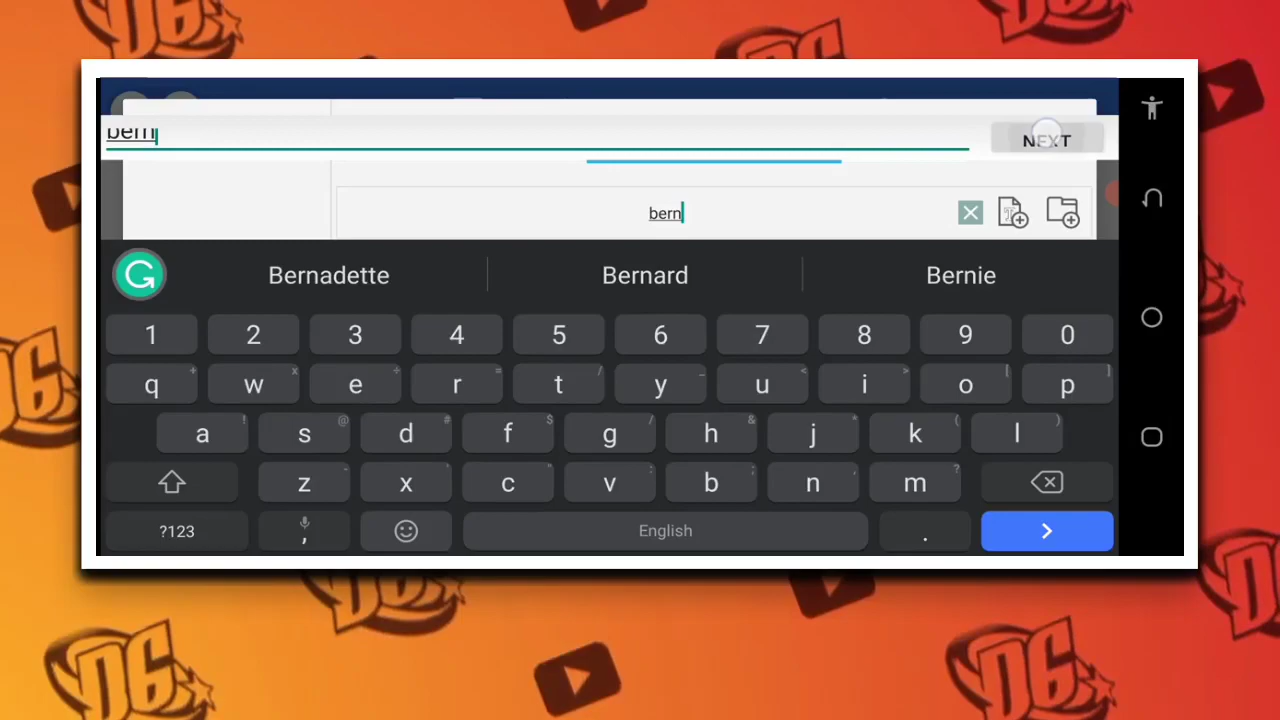 bern
NEXT
bern
Bernadette Bernard Bernie
1 2 3 4 5 6 7 8 9 0
q w e r t y u i o p
a s d f g h j k l
z x c v b n m
?123 , English .